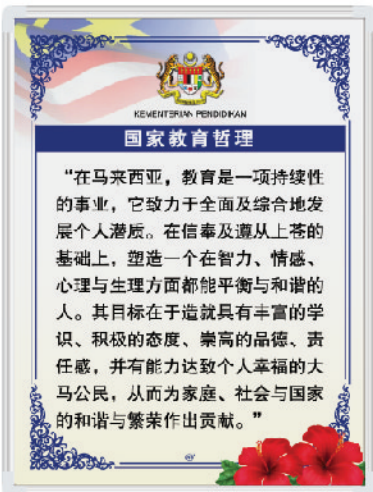 KEMENTERIAN PENDIDIKAN
国家教育哲理
“在马来西亚，教育是一项持续性
的事业，它致力于全面及综合地发
展个人潜质。在信奉及遵从上苍的
基础上，塑造一个在智力、情感、
心理与生理方面都能平衡与和谐的
人。其目标在于造就具有丰富的学
识、积极的态度、崇高的品德、责
任感，并有能力达致个人幸福的大
马公民，从而为家庭、社会与国家
的和谐与繁荣作出贡献。”